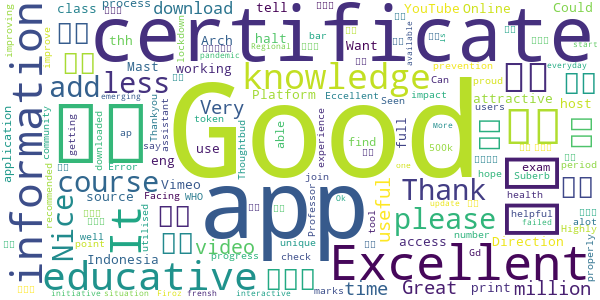 certificate
Good
app
Excellent
information
knowledge
educative
It
course
Thank
please
Nice
add
less
Very
video
million
useful
time
Great
download
attractive
host
Direction
access
print
exam
Suberb
helpful
failed
health
period
users
hope
class
process
tell
YouTube
Online
Could
improving
improve
application
community
recommended
getting
downloaded
ap
Error
emerging
lockdown
pandemic
Regional
bar
halt
Arch
thh
Mast
working
Want
Can
available
is
prevention
proud
start
everyday
Platform
Eccellent
Seen
impact
use
token
able
find
full
500k
More
one
experience
Thoughtbud
assistant
Thankyou
say
eng
Facing
WHO
source
Vimeo
utilised
Indonesia
progress
well
point
initiative
situation
Firoz
frensh
interactive
unique
check
join
Professor
Ok
tool
update
number
Gd
marks
Highly
alot
properly